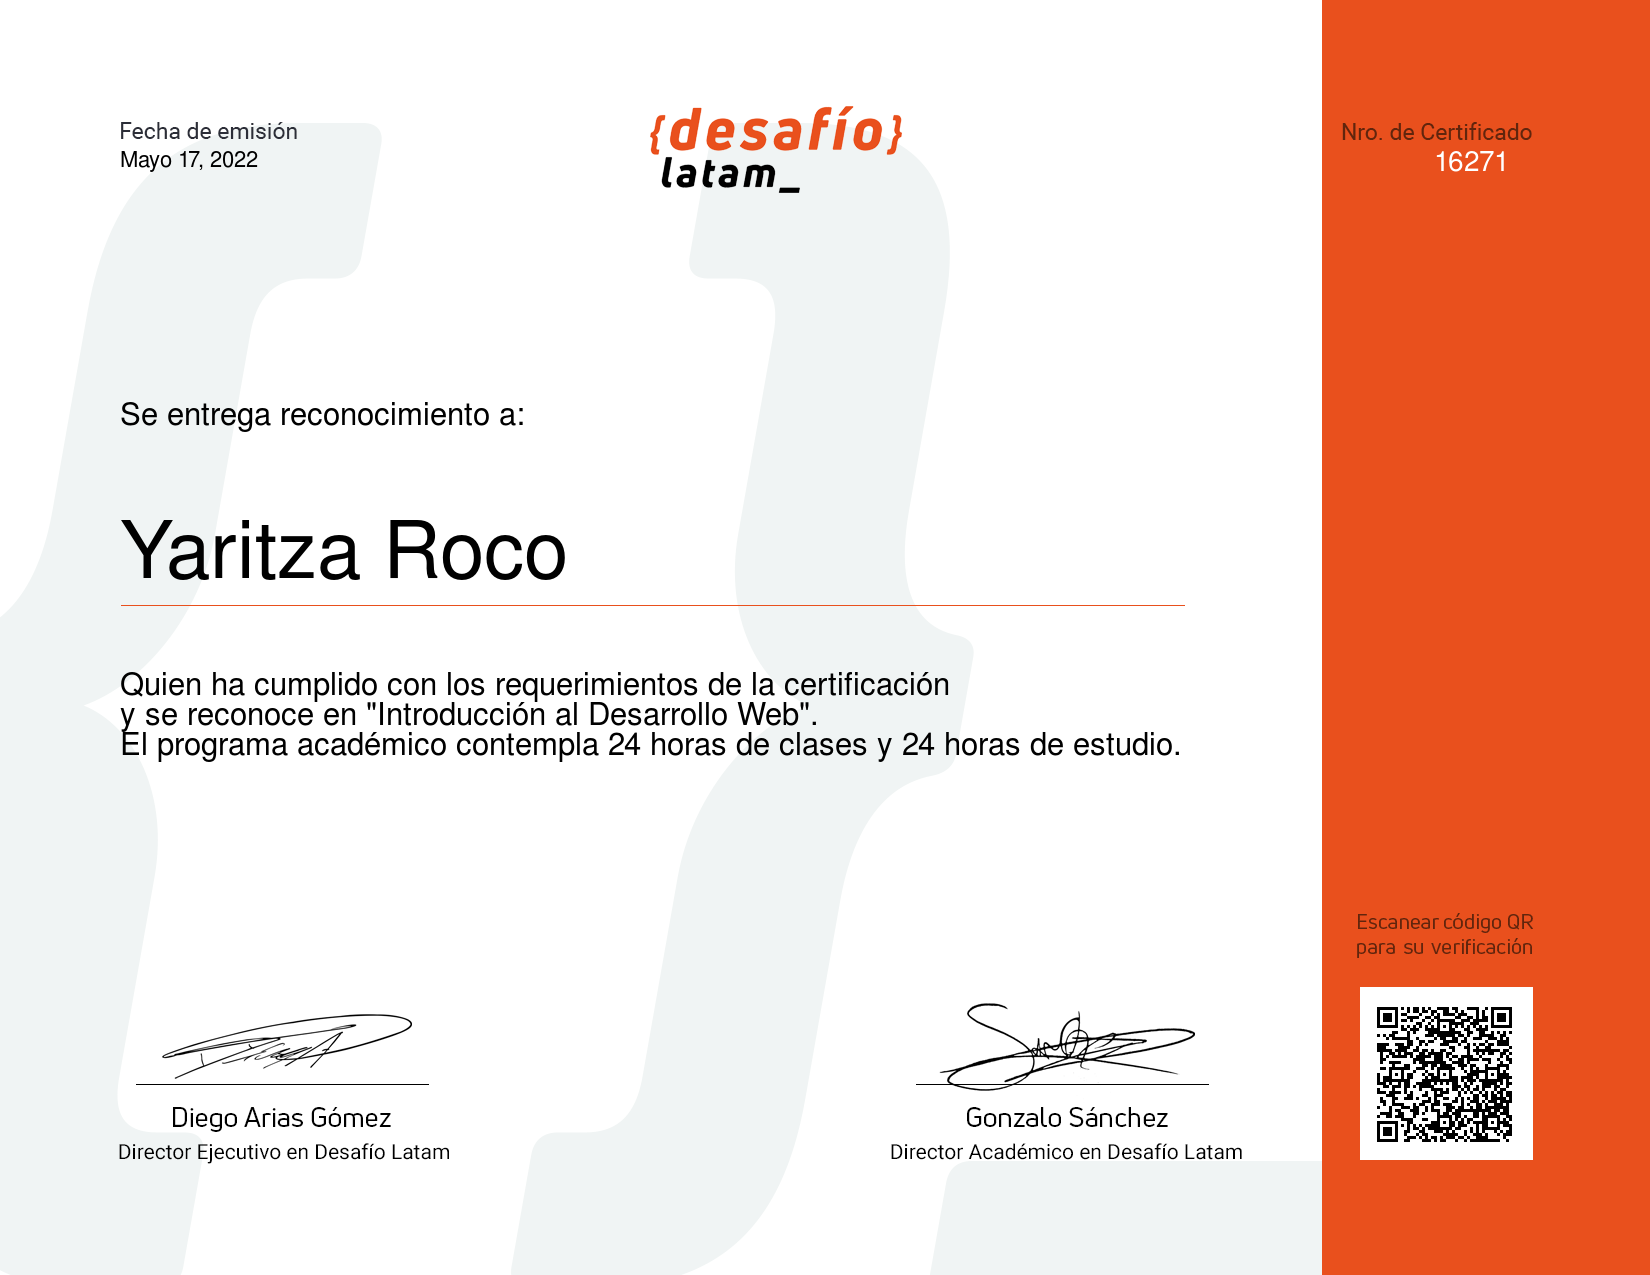 Fecha de emisión
Mayo 17, 2022
{desafío}
latam_
Nro. de Certificado
16271
Se entrega reconocimiento a:
Yaritza Roco
Quien ha cumplido con los requerimientos de la certificación
y se reconoce en "Introducción al Desarrollo Web".
El programa académico contempla 24 horas de clases y 24 horas de estudio.
Escanear código QR
para su verificación
Diego Arias Gómez
Director Ejecutivo en Desafío Latam
Gonzalo Sánchez
Director Académico en Desafío Latam